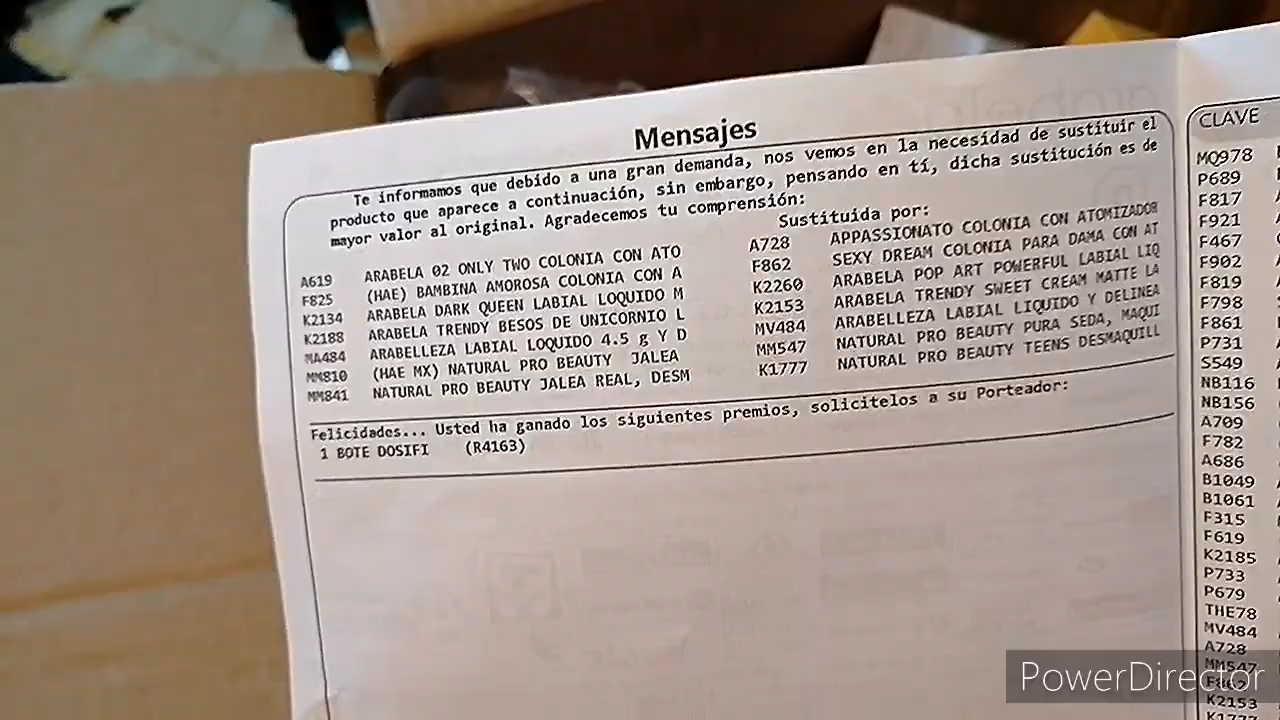 Mensajes
Te informamos que debido a una gran demanda, nos vemos en la necesidad de sustituir el
producto que aparece a continuación, sin embargo, pensando en tí, dicha sustitución es de
mayor valor al original. Agradecemos tu comprensión:
Sustituida por:
A619 ARABELA 02 ONLY TWO COLONIA CON ATO A728 APPASSIONATO COLONIA CON ATOMIZADOR
F825 (HAE) BAMBINA AMOROSA COLONIA CON A F862 SEXY DREAM COLONIA PARA DAMA CON AT
K2134 ARABELA DARK QUEEN LABIAL LOQUIDO M K2260 ARABELA POP ART POWERFUL LABIAL LIQ
K2188 ARABELA TRENDY BESOS DE UNICORNIO L K2153 ARABELA TRENDY SWEET CREAM MATTE LA
MA484 ARABELLEZA LABIAL LOQUIDO 4.5 g Y D MV484 ARABELLEZA LABIAL LIQUIDO Y DELINEA
MM810 (HAE MX) NATURAL PRO BEAUTY JALEA MM547 NATURAL PRO BEAUTY PURA SEDA, MAQUI
MM841 NATURAL PRO BEAUTY JALEA REAL, DESM K1777 NATURAL PRO BEAUTY TEENS DESMAQUILL
Felicidades... Usted ha ganado los siguientes premios, solicitelos a su Porteador:
1 BOTE DOSIFI (R4163)
CLAVE
MQ978
P689
F817
F921
F467
F902
F819
F798
F861
P731
S549
NB116
NB156
A709
F782
A686
B1049
B1061
F315
F619
K2185
P733
P679
THE78
MV484
A728
MM547
F862
K2153
K1777
PowerDirector